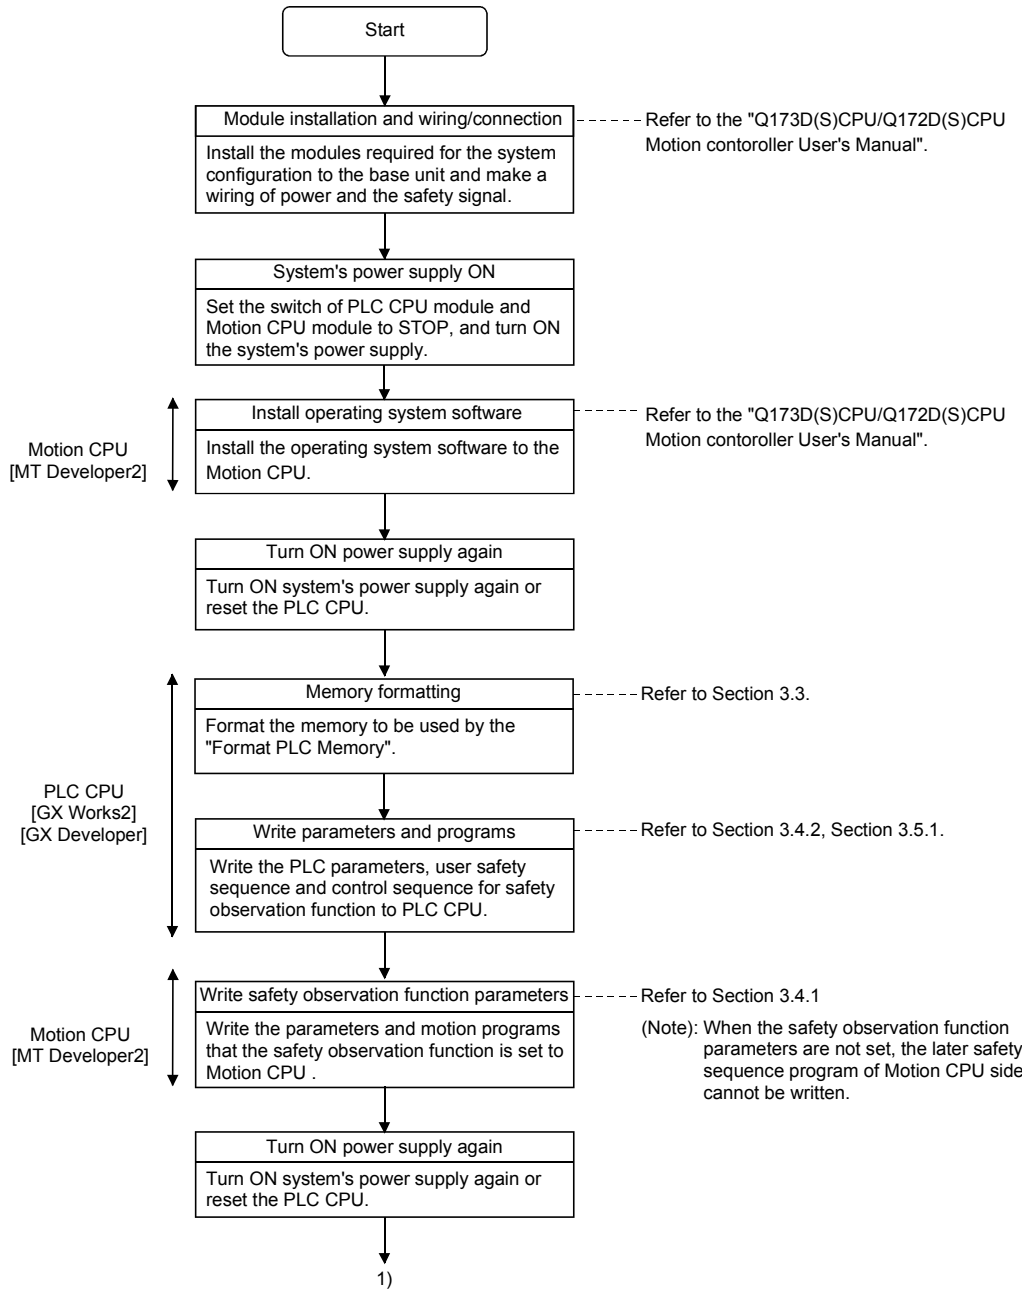 Start
Module installation and wiring/connection
Refer to the "Q173D(S)CPU/Q172D(S)CPU
Motion contoroller User's Manual".
Install the modules required for the system
configuration to the base unit and make a
wiring of power and the safety signal.
System's power supply ON
Set the switch of PLC CPU module and
Motion CPU module to STOP, and turn ON
the system's power supply.
Motion CPU
[MT Developer2]
Install operating system software
Refer to the "Q173D(S)CPU/Q172D(S)CPU
Motion contoroller User's Manual".
Install the operating system software to the
Motion CPU.
Turn ON power supply again
Turn ON system's power supply again or
reset the PLC CPU.
PLC CPU
[GX Works2]
[GX Developer]
Memory formatting
Refer to Section 3.3.
Format the memory to be used by the
"Format PLC Memory".
Write parameters and programs
Refer to Section 3.4.2, Section 3.5.1.
Write the PLC parameters, user safety
sequence and control sequence for safety
observation function to PLC CPU.
Motion CPU
[MT Developer2]
Write safety observation function parameters
Refer to Section 3.4.1
Write the parameters and motion programs
that the safety observation function is set to
Motion CPU .
(Note): When the safety observation function
parameters are not set, the later safety
sequence program of Motion CPU side
cannot be written.
Turn ON power supply again
Turn ON system's power supply again or
reset the PLC CPU.
1)